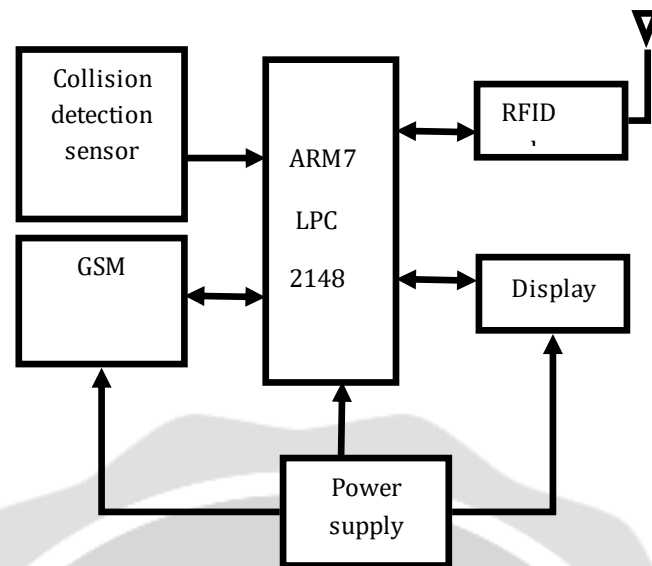 Collision
detection
sensor
ARM7
LPC
2148
RFID
GSM
Display
Power
supply